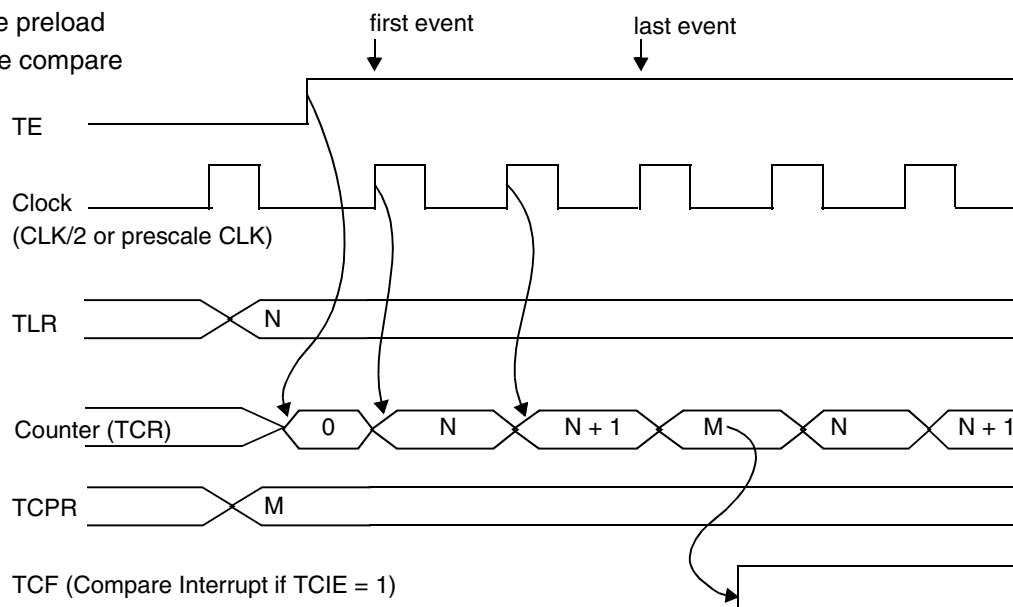 e preload
first event
last event
e compare
TE
Clock
(CLK/2 or prescale CLK)
TLR
N
Counter (TCR)
0
N
N + 1
M
N
N + 1
TCPR
M
TCF (Compare Interrupt if TCIE = 1)